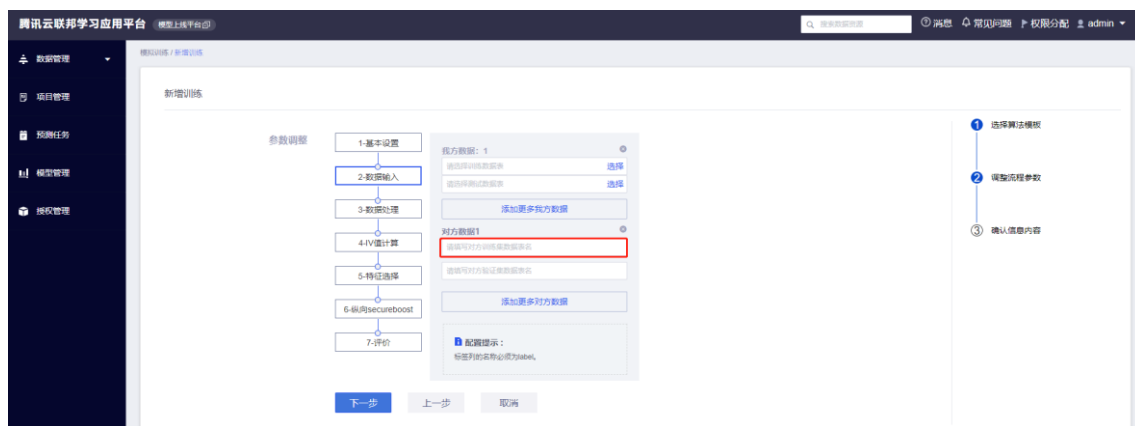 腾讯云联邦学习应用平台 模型上线平台
搜索数据资源
消息 常见问题 权限分配 admin
数据管理
项目管理
预测任务
模型管理
授权管理
模拟训练 / 新增训练
新增训练
参数调整
1-基本设置
2-数据输入
3-数据处理
4-IV值计算
5-特征选择
6-纵向secureboost
7-评价
我方数据：1
请选择训练数据表 选择
请选择测试数据表 选择
添加更多我方数据
对方数据1
请填写对方训练集数据表名
请填写对方验证集数据表名
添加更多对方数据
配置提示：
标签列的名称必须为label。
下一步 上一步 取消
1 选择算法模板
2 调整流程参数
3 确认信息内容